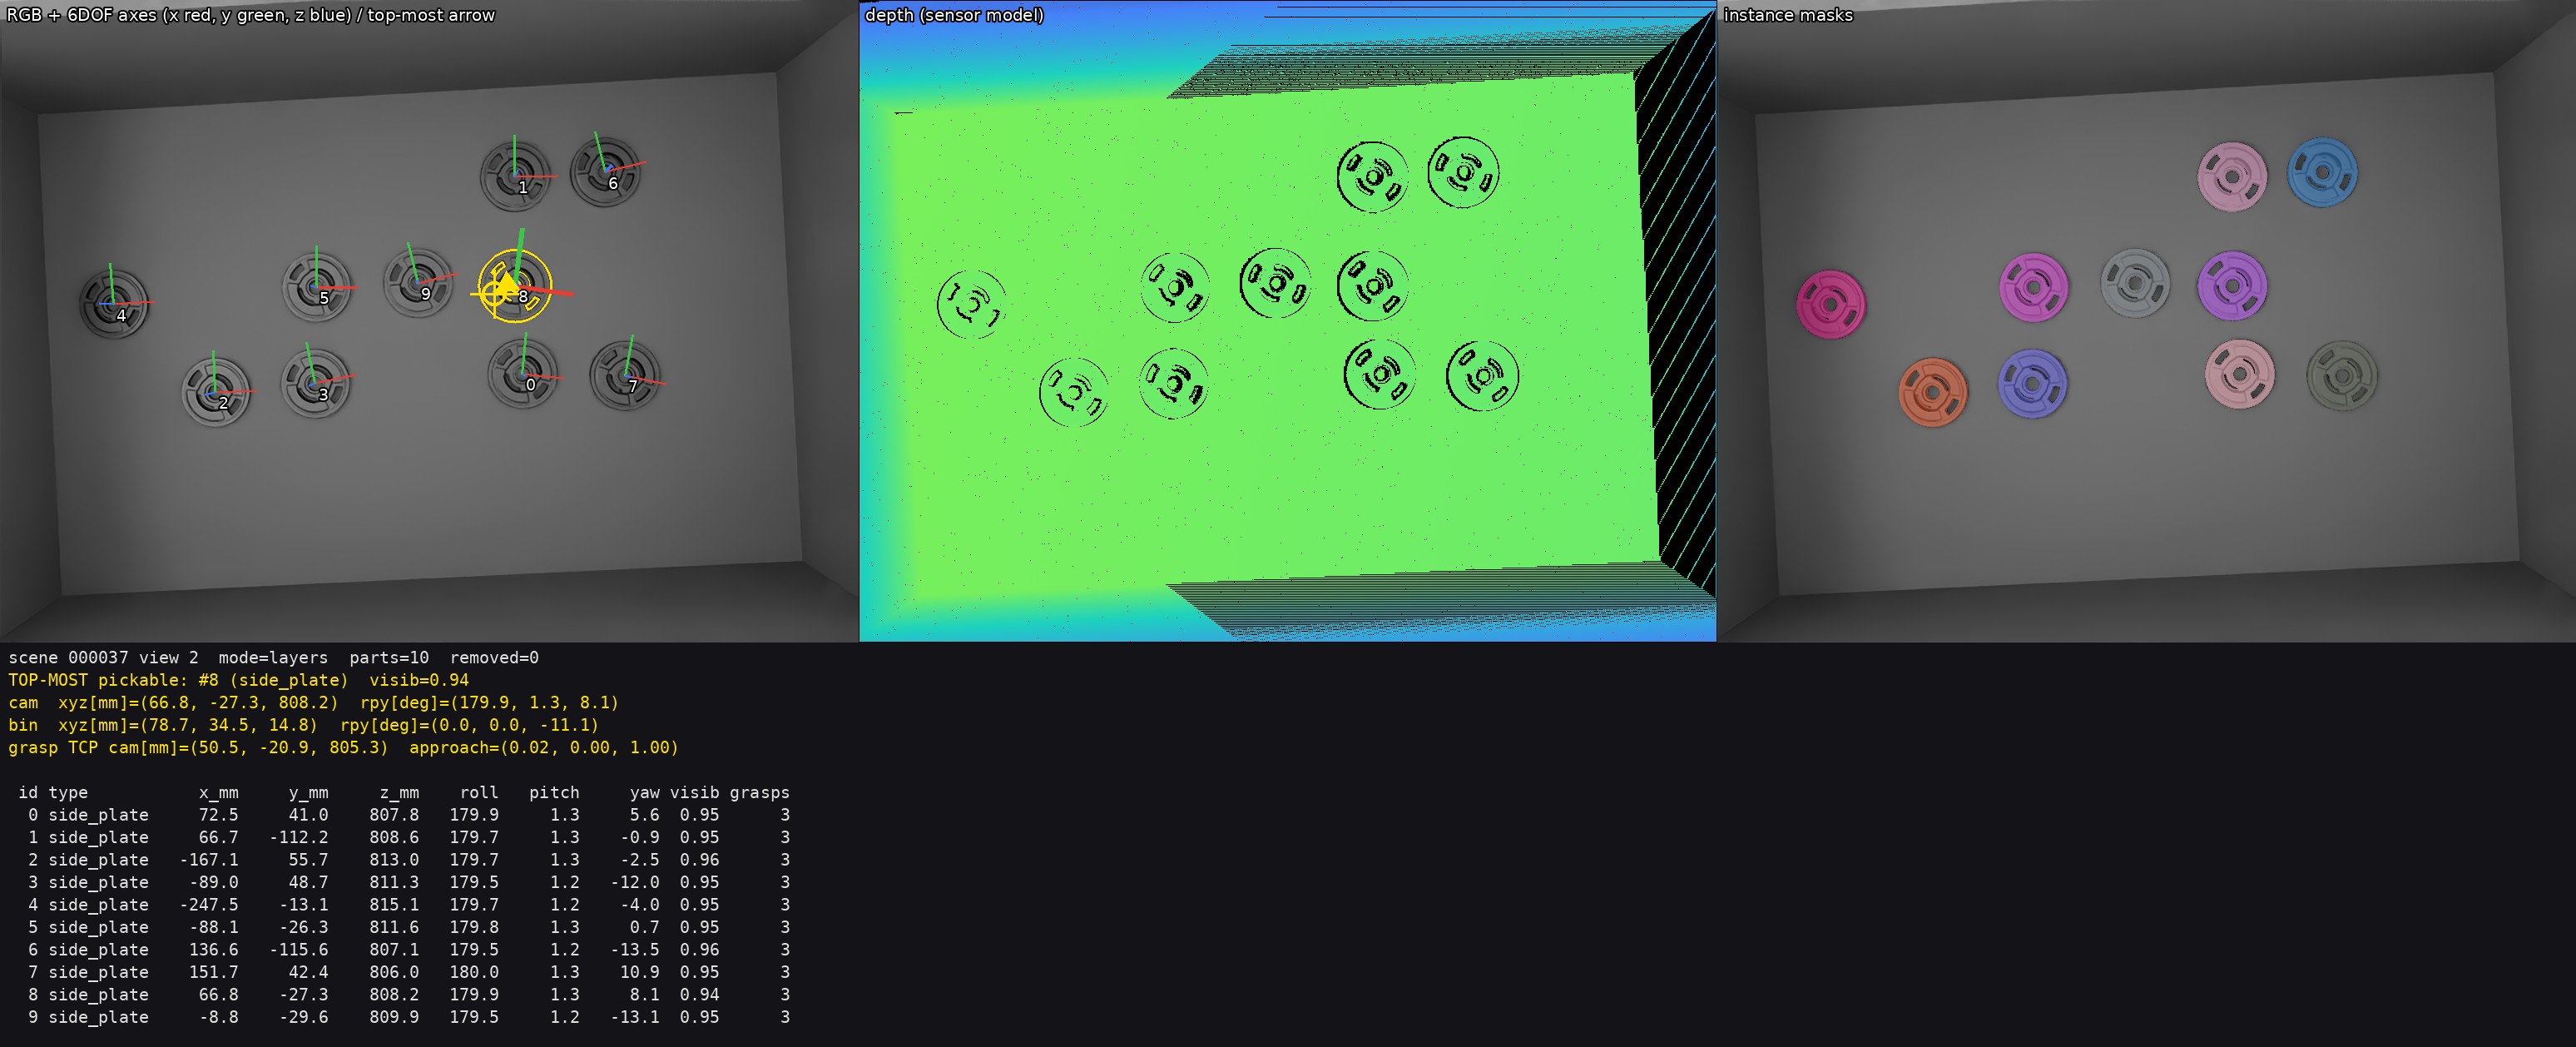 RGB + 6DOF axes (x red, y green, z blue) / top-most arrow
depth (sensor model)
instance masks
1
6
5
9
8
4
2
3
0
7
scene 000037 view 2  mode=layers  parts=10  removed=0
TOP-MOST pickable: #8 (side_plate)  visib=0.94
cam  xyz[mm]=(66.8, -27.3, 808.2)  rpy[deg]=(179.9, 1.3, 8.1)
bin  xyz[mm]=(78.7, 34.5, 14.8)  rpy[deg]=(0.0, 0.0, -11.1)
grasp TCP cam[mm]=(50.5, -20.9, 805.3)  approach=(0.02, 0.00, 1.00)
id type x_mm y_mm z_mm roll pitch yaw visib grasps
0 side_plate 72.5 41.0 807.8 179.9 1.3 5.6 0.95 3
1 side_plate 66.7 -112.2 808.6 179.7 1.3 -0.9 0.95 3
2 side_plate -167.1 55.7 813.0 179.7 1.3 -2.5 0.96 3
3 side_plate -89.0 48.7 811.3 179.5 1.2 -12.0 0.95 3
4 side_plate -247.5 -13.1 815.1 179.7 1.2 -4.0 0.95 3
5 side_plate -88.1 -26.3 811.6 179.8 1.3 0.7 0.95 3
6 side_plate 136.6 -115.6 807.1 179.5 1.2 -13.5 0.96 3
7 side_plate 151.7 42.4 806.0 180.0 1.3 10.9 0.95 3
8 side_plate 66.8 -27.3 808.2 179.9 1.3 8.1 0.94 3
9 side_plate -8.8 -29.6 809.9 179.5 1.2 -13.1 0.95 3